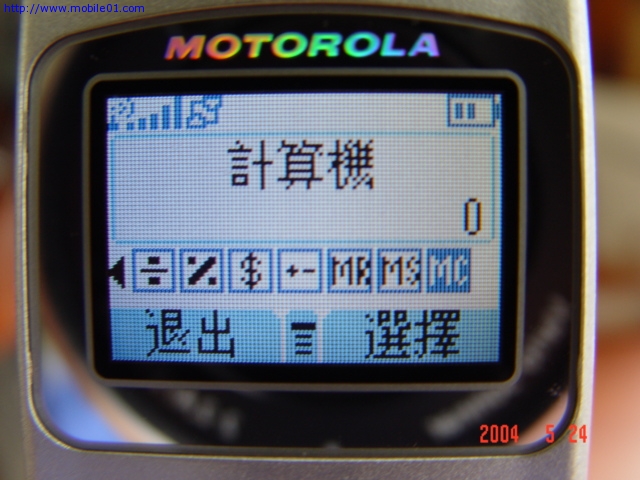 http://www.mobile01.com
MOTOROLA
計算機
0
÷ % $ +- MR MS MC
退出 選擇
2004 5 24